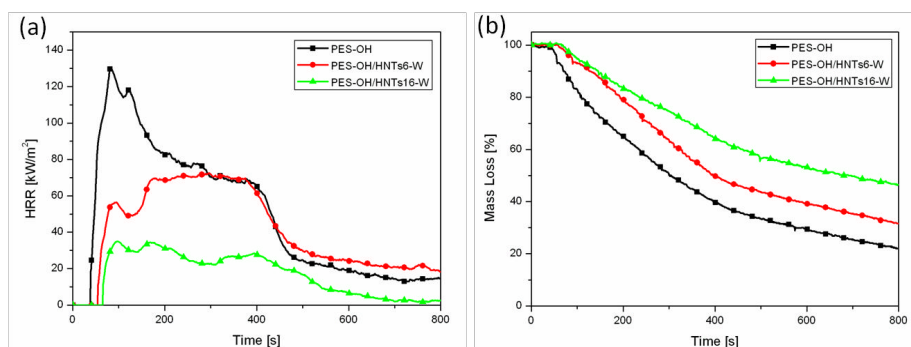 (a)
PES-OH
PES-OH/HNTs6-W
PES-OH/HNTs16-W
HRR [kW/m²]
140
120
100
80
60
40
20
0
0 200 400 600 800
Time [s]
(b)
PES-OH
PES-OH/HNTs6-W
PES-OH/HNTs16-W
Mass Loss [%]
100
80
60
40
20
0
0 200 400 600 800
Time [s]